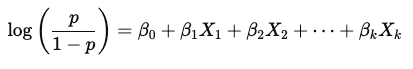 log(p/(1 − p)) = β₀ + β₁X₁ + β₂X₂ + ⋯ + βₖXₖ